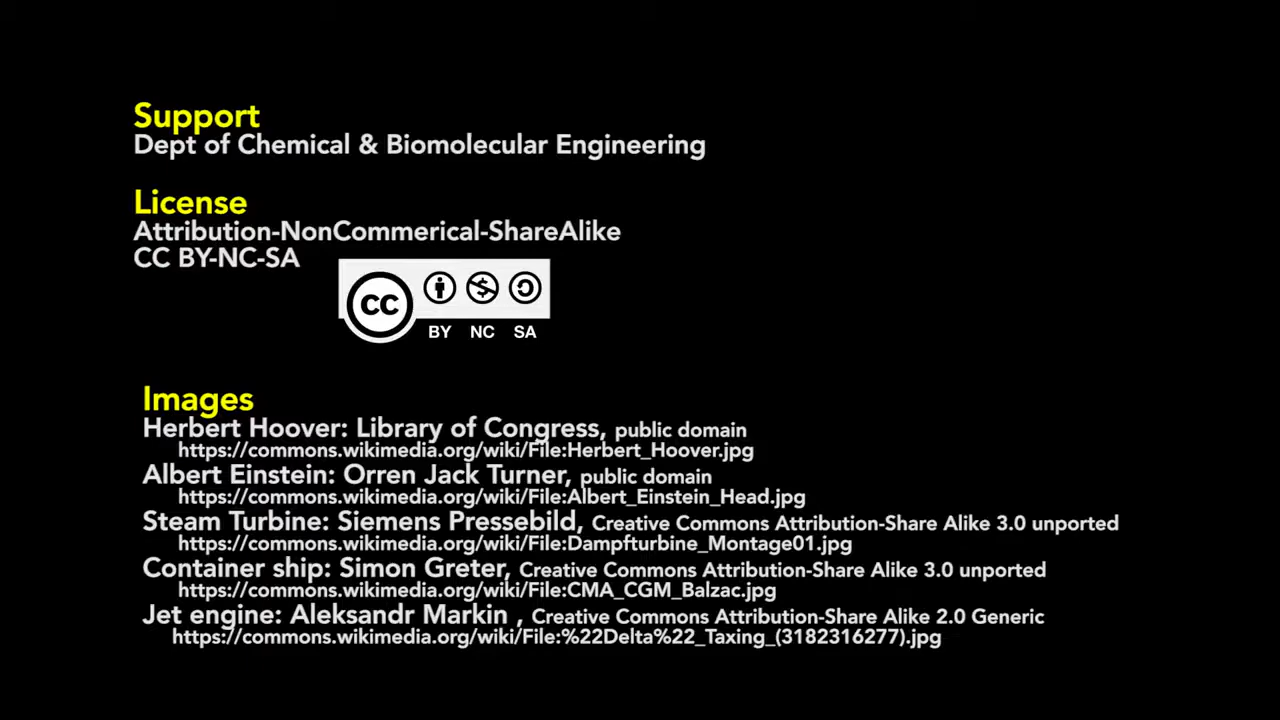 Support
Dept of Chemical & Biomolecular Engineering
License
Attribution-NonCommerical-ShareAlike
CC BY-NC-SA
cc
BY NC SA
Images
Herbert Hoover: Library of Congress, public domain
https://commons.wikimedia.org/wiki/File:Herbert_Hoover.jpg
Albert Einstein: Orren Jack Turner, public domain
https://commons.wikimedia.org/wiki/File:Albert_Einstein_Head.jpg
Steam Turbine: Siemens Pressebild, Creative Commons Attribution-Share Alike 3.0 unported
https://commons.wikimedia.org/wiki/File:Dampfturbine_Montage01.jpg
Container ship: Simon Greter, Creative Commons Attribution-Share Alike 3.0 unported
https://commons.wikimedia.org/wiki/File:CMA_CGM_Balzac.jpg
Jet engine: Aleksandr Markin , Creative Commons Attribution-Share Alike 2.0 Generic
https://commons.wikimedia.org/wiki/File:%22Delta%22_Taxing_(3182316277).jpg